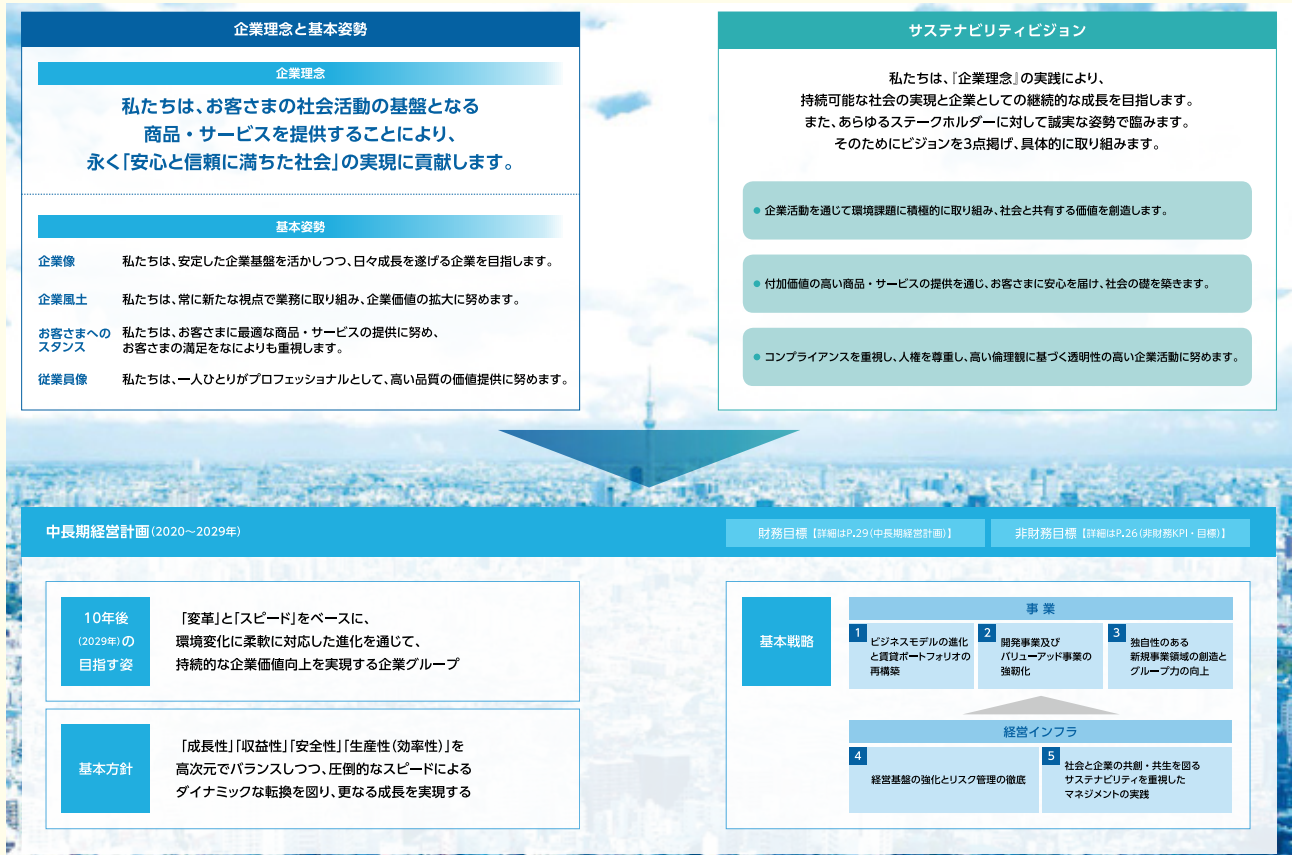 企業理念と基本姿勢
企業理念
私たちは、お客さまの社会活動の基盤となる
商品・サービスを提供することにより、
永く「安心と信頼に満ちた社会」の実現に貢献します。
基本姿勢
企業像 私たちは、安定した企業基盤を活かしつつ、日々成長を遂げる企業を目指します。
企業風土 私たちは、常に新たな視点で業務に取り組み、企業価値の拡大に努めます。
お客さまへの
スタンス
私たちは、お客さまに最適な商品・サービスの提供に努め、
お客さまの満足をなによりも重視します。
従業員像 私たちは、一人ひとりがプロフェッショナルとして、高い品質の価値提供に努めます。
サステナビリティビジョン
私たちは、『企業理念』の実践により、
持続可能な社会の実現と企業としての継続的な成長を目指します。
また、あらゆるステークホルダーに対して誠実な姿勢で臨みます。
そのためにビジョンを3点掲げ、具体的に取り組みます。
● 企業活動を通じて環境課題に積極的に取り組み、社会と共有する価値を創造します。
● 付加価値の高い商品・サービスの提供を通じ、お客さまに安心を届け、社会の礎を築きます。
● コンプライアンスを重視し、人権を尊重し、高い倫理観に基づく透明性の高い企業活動に努めます。
中長期経営計画(2020～2029年)
財務目標【詳細はP.29(中長期経営計画)】
非財務目標【詳細はP.26(非財務KPI・目標)】
10年後
(2029年)の
目指す姿
「変革」と「スピード」をベースに、
環境変化に柔軟に対応した進化を通じて、
持続的な企業価値向上を実現する企業グループ
基本方針
「成長性」「収益性」「安全性」「生産性(効率性)」を
高次元でバランスしつつ、圧倒的なスピードによる
ダイナミックな転換を図り、更なる成長を実現する
基本戦略
事業
1
ビジネスモデルの進化
と賃貸ポートフォリオの
再構築
2
開発事業及び
バリューアッド事業の
強靭化
3
独自性のある
新規事業領域の創造と
グループ力の向上
経営インフラ
4
経営基盤の強化とリスク管理の徹底
5
社会と企業の共創・共生を図る
サステナビリティを重視した
マネジメントの実践